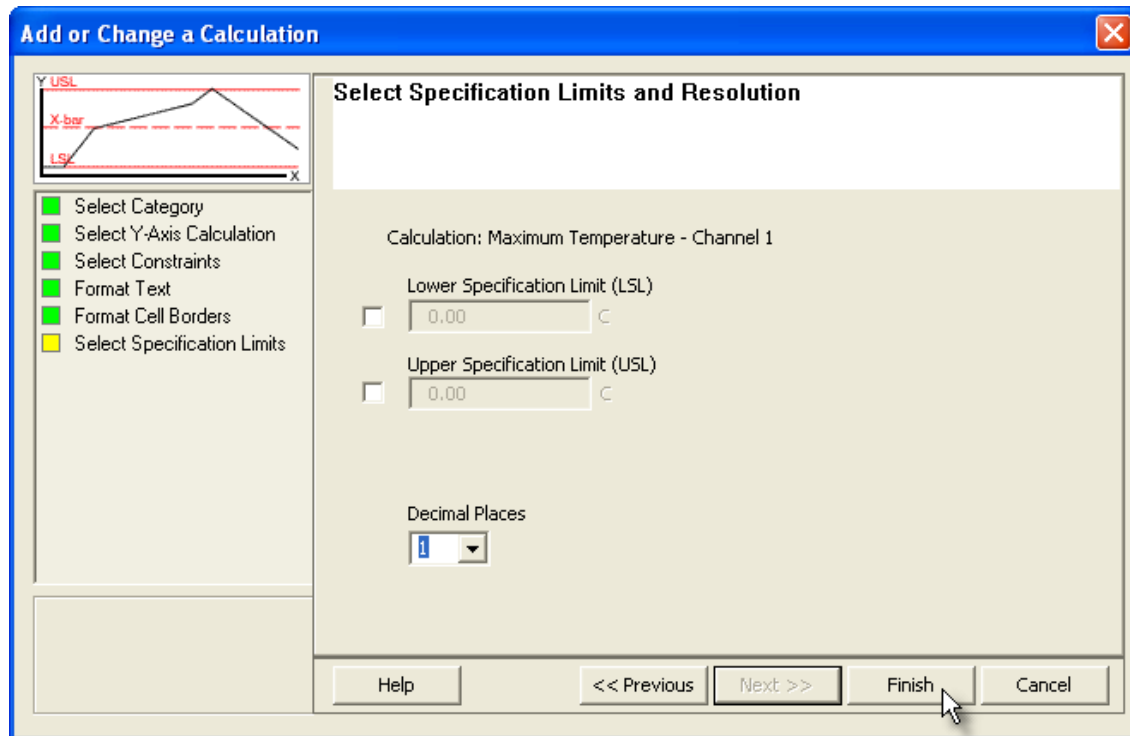 Add or Change a Calculation
Y USL
X-bar
LSL
X
Select Category
Select Y-Axis Calculation
Select Constraints
Format Text
Format Cell Borders
Select Specification Limits
Select Specification Limits and Resolution
Calculation: Maximum Temperature - Channel 1
Lower Specification Limit (LSL)
0.00 C
Upper Specification Limit (USL)
0.00 C
Decimal Places
1
Help << Previous Next >> Finish Cancel